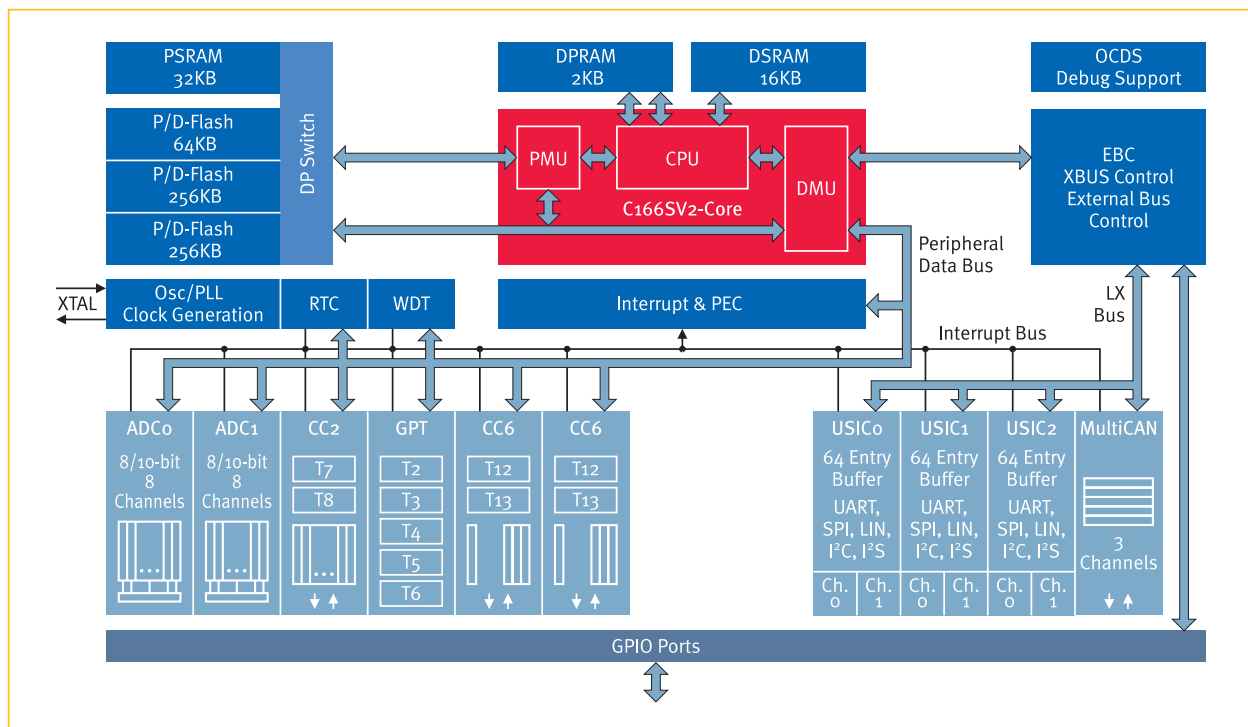 PSRAM
32KB
P/D-Flash
64KB
P/D-Flash
256KB
P/D-Flash
256KB
DP Switch
DPRAM
2KB
DSRAM
16KB
PMU
CPU
DMU
C166SV2-Core
OCDS
Debug Support
EBC
XBUS Control
External Bus
Control
Peripheral
Data Bus
LX
Bus
XTAL
Osc/PLL
Clock Generation
RTC
WDT
Interrupt & PEC
Interrupt Bus
ADC0
8/10-bit
8
Channels
ADC1
8/10-bit
8
Channels
CC2
T7
T8
GPT
T2
T3
T4
T5
T6
CC6
T12
T13
CC6
T12
T13
USIC0
64 Entry
Buffer
UART,
SPI, LIN,
I²C, I²S
Ch.
0
Ch.
1
USIC1
64 Entry
Buffer
UART,
SPI, LIN,
I²C, I²S
Ch.
0
Ch.
1
USIC2
64 Entry
Buffer
UART,
SPI, LIN,
I²C, I²S
Ch.
0
Ch.
1
MultiCAN
3
Channels
GPIO Ports